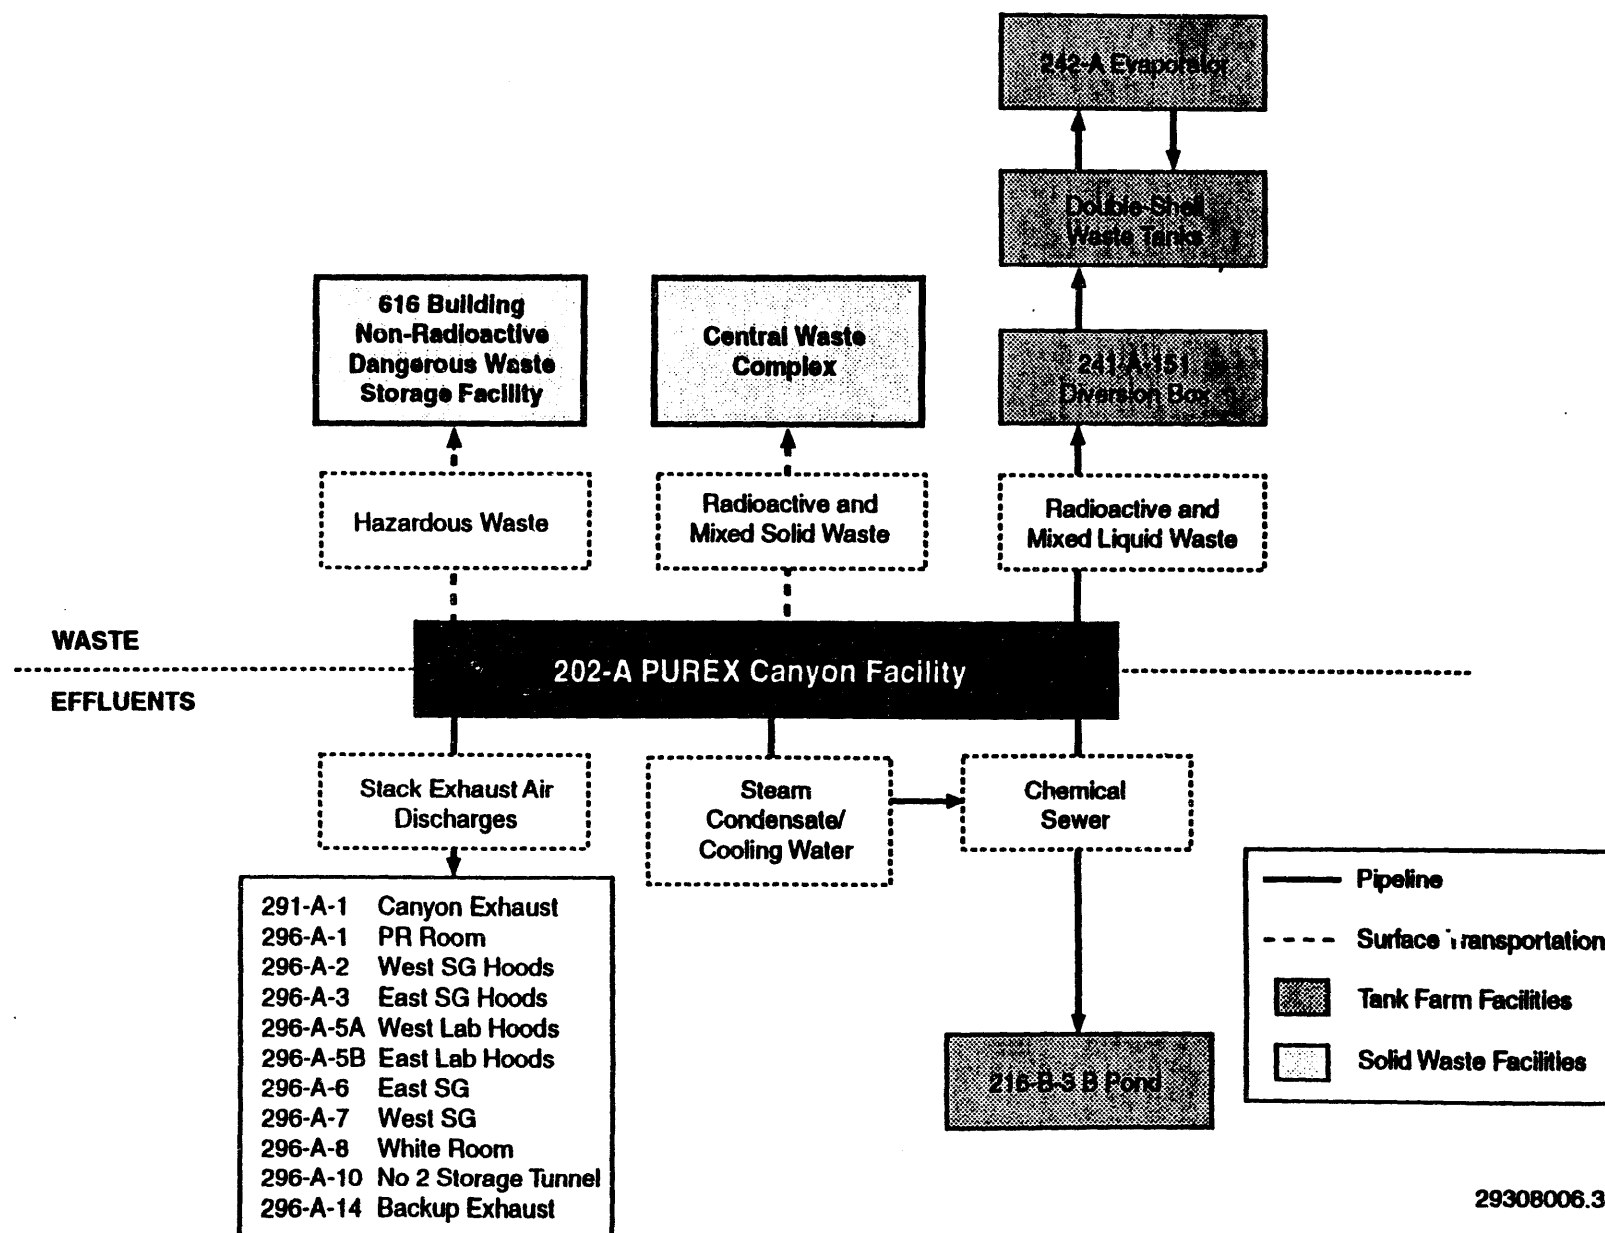 242-A Evaporator
Double-Shell
Waste Tanks
616 Building
Non-Radioactive
Dangerous Waste
Storage Facility
Central Waste
Complex
241-A-151
Diversion Box
Hazardous Waste
Radioactive and
Mixed Solid Waste
Radioactive and
Mixed Liquid Waste
WASTE
202-A PUREX Canyon Facility
EFFLUENTS
Stack Exhaust Air
Discharges
Steam
Condensate/
Cooling Water
Chemical
Sewer
291-A-1 Canyon Exhaust
296-A-1 PR Room
296-A-2 West SG Hoods
296-A-3 East SG Hoods
296-A-5A West Lab Hoods
296-A-5B East Lab Hoods
296-A-6 East SG
296-A-7 West SG
296-A-8 White Room
296-A-10 No 2 Storage Tunnel
296-A-14 Backup Exhaust
216-B-3 B Pond
Pipeline
Surface Transportation
Tank Farm Facilities
Solid Waste Facilities
29308006.3